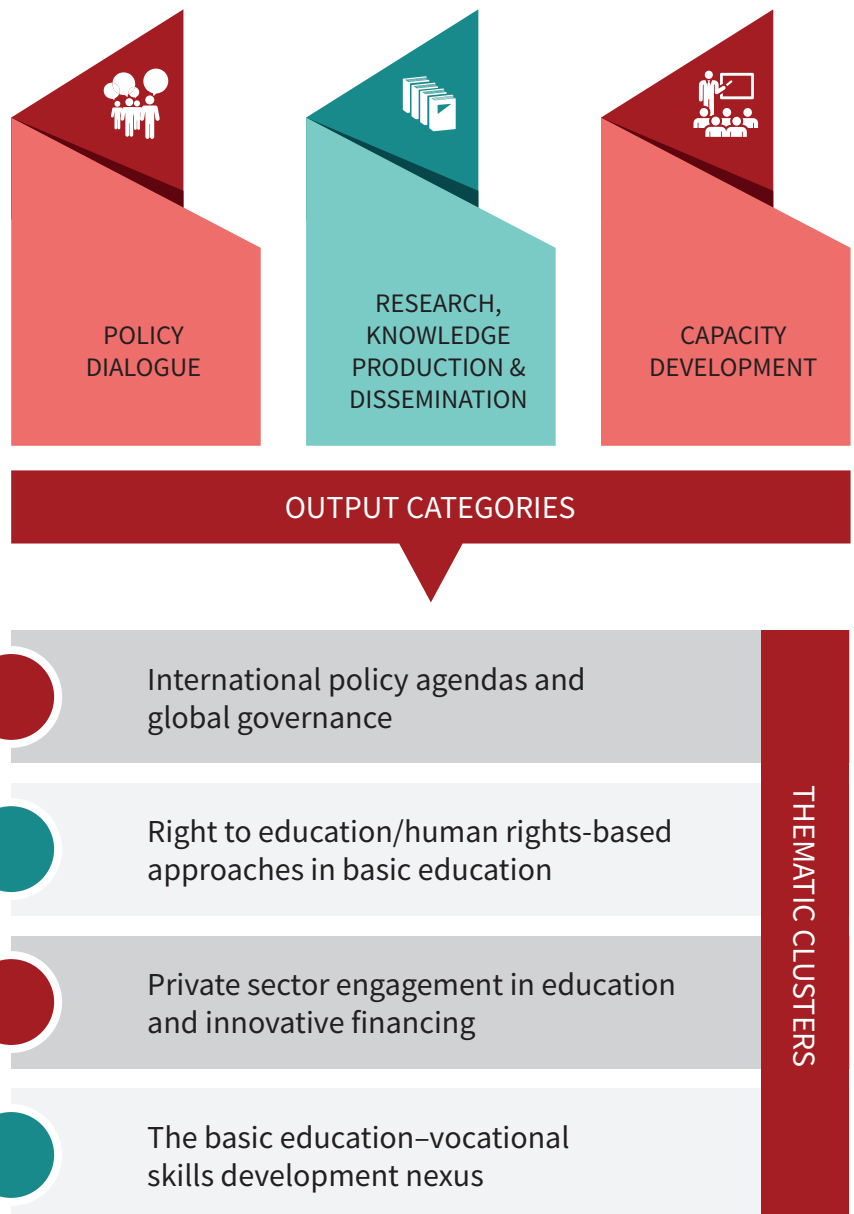 POLICY
DIALOGUE
RESEARCH,
KNOWLEDGE
PRODUCTION &
DISSEMINATION
CAPACITY
DEVELOPMENT
OUTPUT CATEGORIES
International policy agendas and
global governance
Right to education/human rights-based
approaches in basic education
Private sector engagement in education
and innovative financing
The basic education–vocational
skills development nexus
THEMATIC CLUSTERS